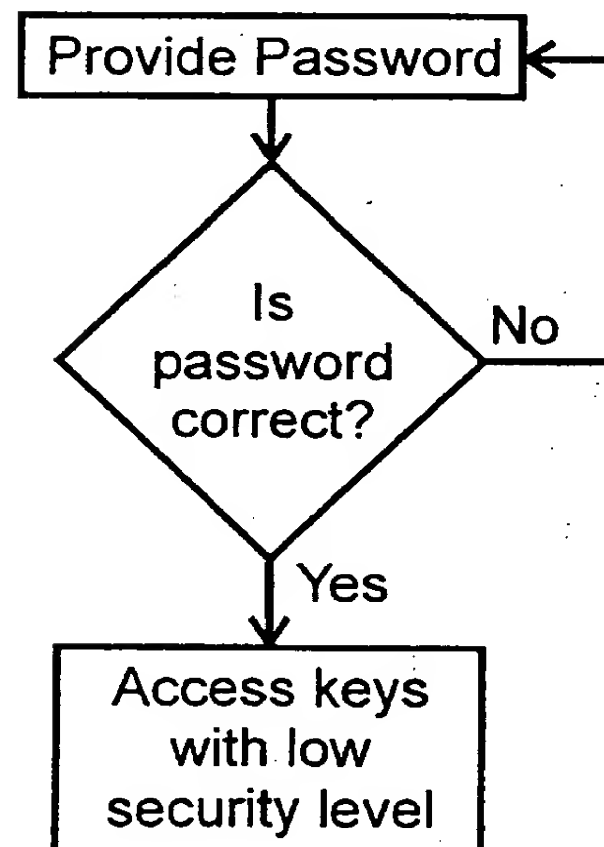 Provide Password
Is
password
correct?
No
Yes
Access keys
with low
security level